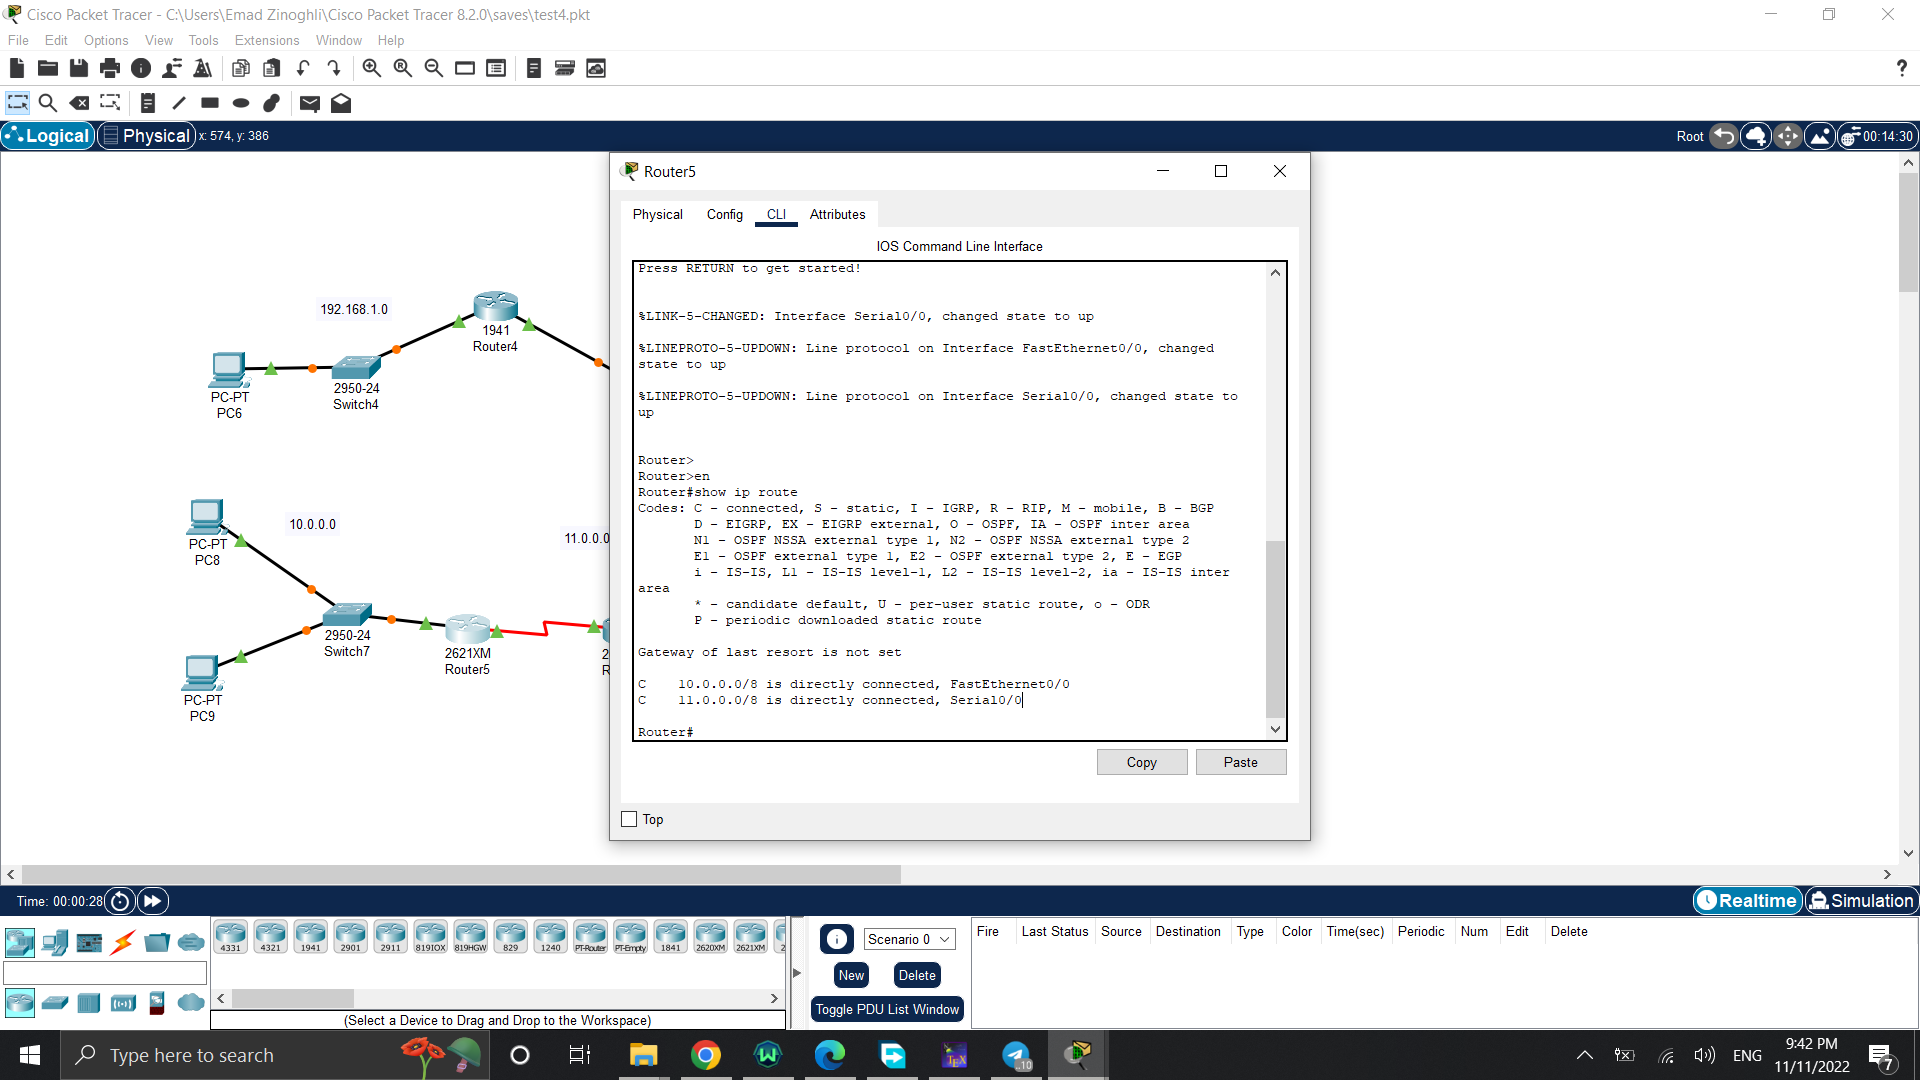 Cisco Packet Tracer - C:\Users\Emad Zinoghli\Cisco Packet Tracer 8.2.0\saves\test4.pkt
File Edit Options View Tools Extensions Window Help
?
Logical Physical x: 574, y: 386 Root 00:14:30
Router5
Physical Config CLI Attributes
IOS Command Line Interface
Press RETURN to get started!
%LINK-5-CHANGED: Interface Serial0/0, changed state to up
%LINEPROTO-5-UPDOWN: Line protocol on Interface FastEthernet0/0, changed
state to up
%LINEPROTO-5-UPDOWN: Line protocol on Interface Serial0/0, changed state to
up
Router>
Router>en
Router#show ip route
Codes: C - connected, S - static, I - IGRP, R - RIP, M - mobile, B - BGP
D - EIGRP, EX - EIGRP external, O - OSPF, IA - OSPF inter area
N1 - OSPF NSSA external type 1, N2 - OSPF NSSA external type 2
E1 - OSPF external type 1, E2 - OSPF external type 2, E - EGP
i - IS-IS, L1 - IS-IS level-1, L2 - IS-IS level-2, ia - IS-IS inter
area
* - candidate default, U - per-user static route, o - ODR
P - periodic downloaded static route
Gateway of last resort is not set
C 10.0.0.0/8 is directly connected, FastEthernet0/0
C 11.0.0.0/8 is directly connected, Serial0/0
Router#
Copy Paste
Top
192.168.1.0
1941
Router4
PC-PT
PC6
2950-24
Switch4
PC-PT
PC8
10.0.0.0
11.0.0.0
2950-24
Switch7
2621XM
Router5
2
R
PC-PT
PC9
Time: 00:00:28 Realtime Simulation
4331 4321 1941 2901 2911 819IOX 819HGW 829 1240 PT-Router PT-Empty 1841 2620XM 2621XM 2
(Select a Device to Drag and Drop to the Workspace)
Scenario 0
New Delete
Toggle PDU List Window
Fire Last Status Source Destination Type Color Time(sec) Periodic Num Edit Delete
Type here to search
TEX
10
ENG
9:42 PM
11/11/2022
7